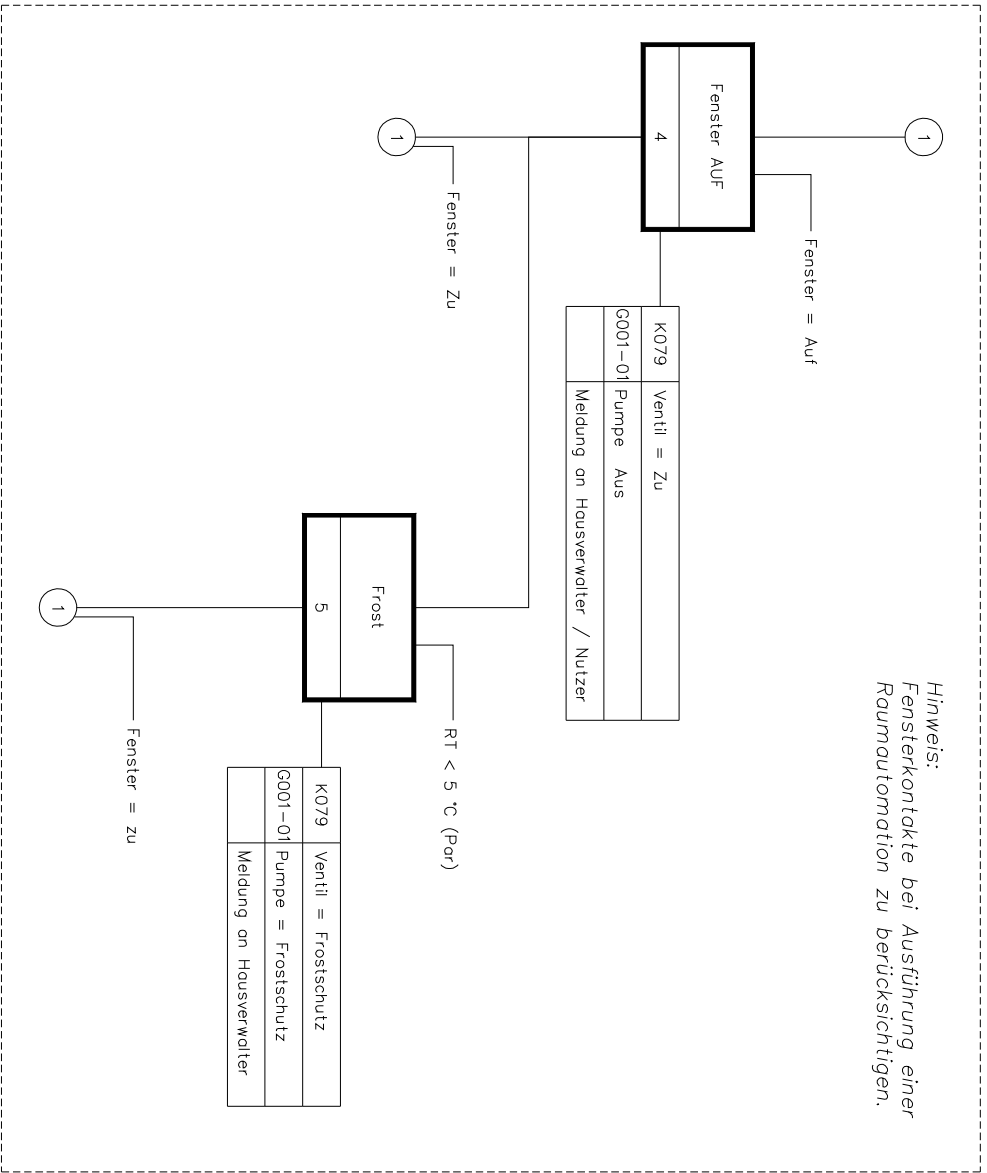 Hinweis:
Fensterkontakte bei Ausführung einer
Raumautomation zu berücksichtigen.
1
Fenster = Auf
Fenster AUF
4
K079 Ventil = Zu
G001-01 Pumpe Aus
Meldung an Hausverwalter / Nutzer
Fenster = Zu
1
RT < 5 °C (Par)
Frost
5
K079 Ventil = Frostschutz
G001-01 Pumpe = Frostschutz
Meldung an Hausverwalter
Fenster = zu
1